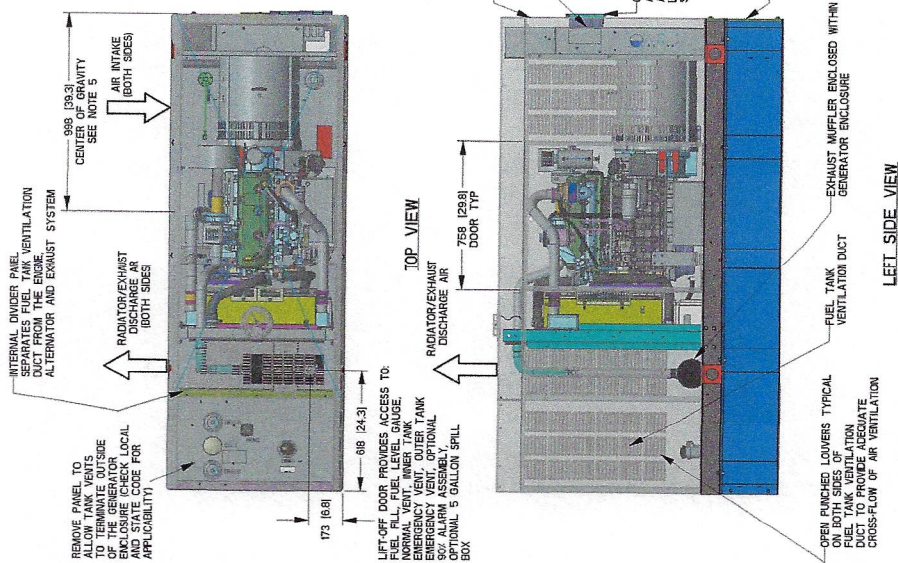 REMOVE PANEL TO
ALLOW TANK VENTS
TO TERMINATE OUTSIDE
OF THE GENERATOR
ENCLOSURE (CHECK LOCAL
AND STATE CODE FOR
APPLICABILITY)
INTERNAL DIVIDER PANEL
SEPARATES FUEL TANK VENTILATION
DUCT FROM THE ENGINE,
ALTERNATOR AND EXHAUST SYSTEM
RADIATOR/EXHAUST
DISCHARGE AIR
(BOTH SIDES)
998 [39.3]
CENTER OF GRAVITY
SEE NOTE 5
AIR INTAKE
(BOTH SIDES)
173 [6.8]
618 [24.3]
LIFT-OFF DOOR PROVIDES ACCESS TO:
FUEL FILL, FUEL LEVEL GAUGE,
NORMAL VENT, INNER TANK
EMERGENCY VENT, OUTER TANK
EMERGENCY VENT, OPTIONAL
90% ALARM ASSEMBLY,
OPTIONAL 5 GALLON SPILL
BOX
TOP VIEW
RADIATOR/EXHAUST
DISCHARGE AIR
758 [29.8]
DOOR TYP
OPEN PUNCHED LOUVERS TYPICAL
ON BOTH SIDES OF
FUEL TANK VENTILATION
DUCT TO PROVIDE ADEQUATE
CROSS-FLOW OF AIR VENTILATION
FUEL TANK
VENTILATION DUCT
EXHAUST MUFFLER ENCLOSED WITHIN
GENERATOR ENCLOSURE
LEFT SIDE VIEW